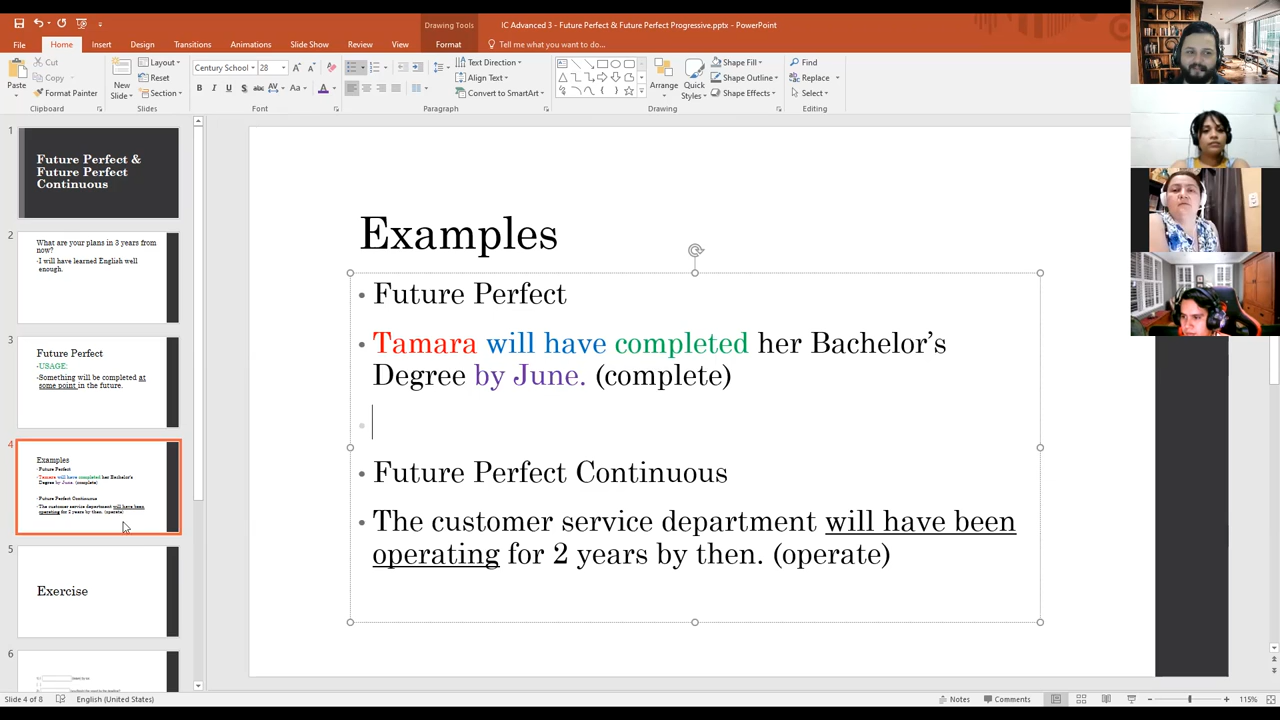 IC Advanced 3 - Future Perfect & Future Perfect Progressive.pptx - PowerPoint
Drawing Tools
File
Home
Insert
Design
Transitions
Animations
Slide Show
Review
View
Format
Tell me what you want to do...
Paste
Cut
Copy
Format Painter
Clipboard
New Slide
Layout
Reset
Section
Slides
Century School
28
Font
Text Direction
Align Text
Convert to SmartArt
Paragraph
Arrange
Quick Styles
Shape Fill
Shape Outline
Shape Effects
Drawing
Find
Replace
Select
Editing
1
Future Perfect &
Future Perfect
Continuous
2
What are your plans in 3 years from
now?
I will have learned English well
enough.
3
Future Perfect
USAGE:
Something will be completed at
some point in the future.
4
Examples
Future Perfect
Tamara will have completed her Bachelor's
Degree by June. (complete)
Future Perfect Continuous
The customer service department will have been
operating for 2 years by then. (operate)
5
Exercise
6
Examples
• Future Perfect
• Tamara will have completed her Bachelor’s
Degree by June. (complete)
• Future Perfect Continuous
• The customer service department will have been
operating for 2 years by then. (operate)
Slide 4 of 8
English (United States)
Notes
Comments
115%